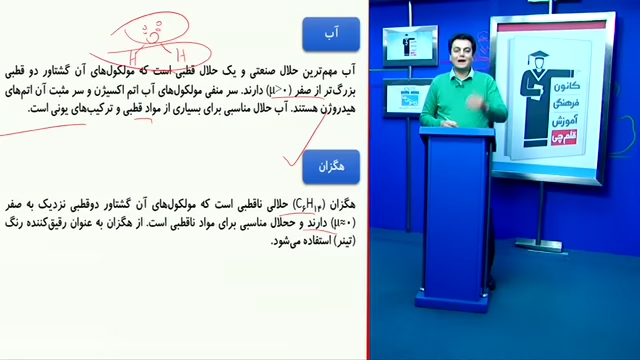 آب
H H
آب مهم‌ترین حلال صنعتی و یک حلال قطبی است که مولکول‌های آن گشتاور دو قطبی
بزرگ‌تر از صفر (μ>۰) دارند. سر منفی مولکول‌های آب اتم اکسیژن و سر مثبت آن اتم‌های
هیدروژن هستند. آب حلال مناسبی برای بسیاری از مواد قطبی و ترکیب‌های یونی است.
هگزان
هگزان (C۶H۱۴) حلالی ناقطبی است که مولکول‌های آن گشتاور دوقطبی نزدیک به صفر
(μ≈۰) دارند و ححلال مناسبی برای مواد ناقطبی است. از هگزان به عنوان رقیق‌کننده رنگ
(تینر) استفاده می‌شود.
کانون
فرهنگی
آموزش
قلم‌چی